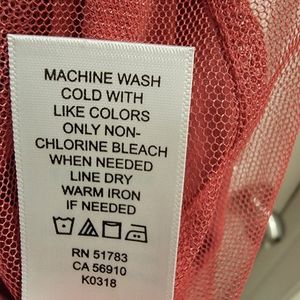 MACHINE WASH
COLD WITH
LIKE COLORS
ONLY NON-
CHLORINE BLEACH
WHEN NEEDED
LINE DRY
WARM IRON
IF NEEDED
RN 51783
CA 56910
K0318